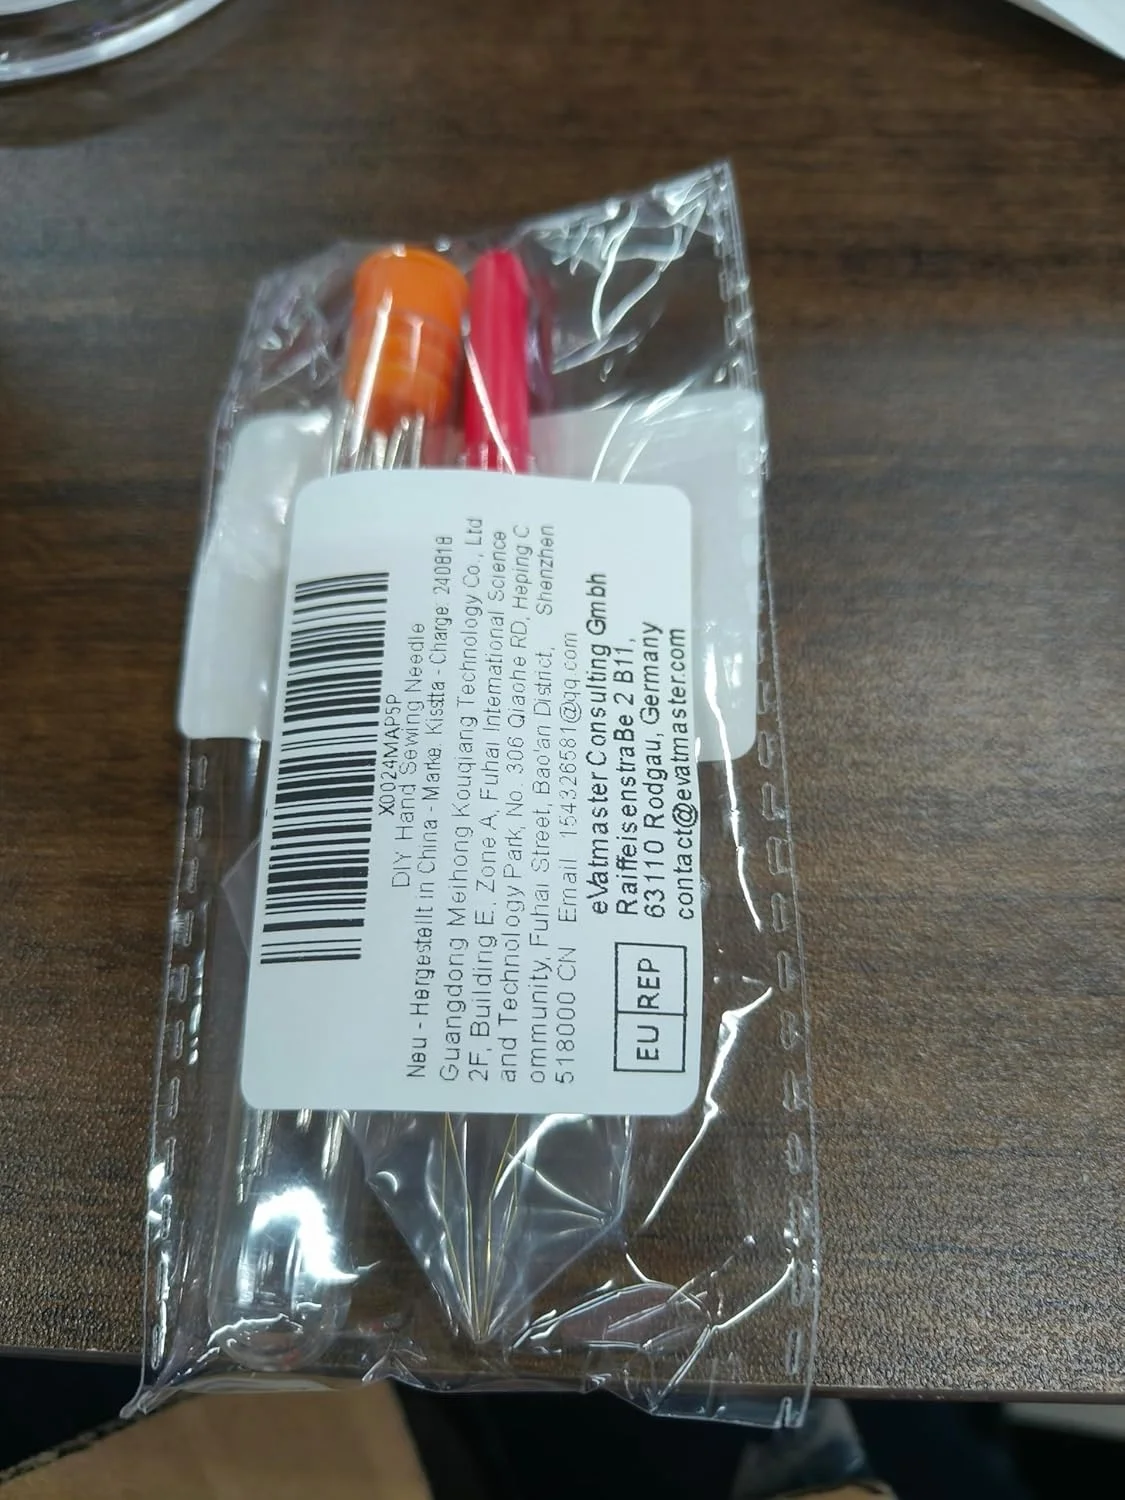 X0024MAP5P
DIY Hand Sewing Needle
Neu - Hergestellt in China - Marke: Kisstta - Charge: 240818
Guangdong Meihong Kouqiang Technology Co., Ltd
2F, Building E, Zone A, Fuhai International Science
and Technology Park, No. 306 Qiaohe RD, Heping C
ommunity, Fuhai Street, Bao'an District, Shenzhen
518000 CN Email 154326581@qq.com
EU REP
eVatmaster Consulting Gmbh
RaiffeisenstraBe 2 B11,
63110 Rodgau, Germany
contact@evatmaster.com